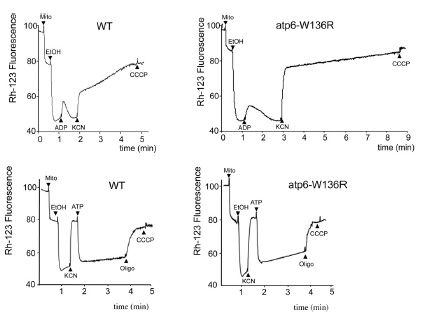 WT
Rh-123 Fluorescence
100
80
60
40
Mito
EtOH
ADP
KCN
CCCP
0 1 2 3 4 5
time (min)
atp6-W136R
100
80
60
40
Mito
EtOH
ADP
KCN
CCCP
0 1 2 3 4 5 6 7 8 9
time (min)
WT
Rh-123 Fluorescence
100
80
60
40
Mito
EtOH
ATP
KCN
Oligo
CCCP
1 2 3 4 5
time (min)
atp6-W136R
Rh-123 Fluorescence
100
80
60
40
Mito
EtOH
ATP
KCN
Oligo
CCCP
1 2 3 4 5
time (min)